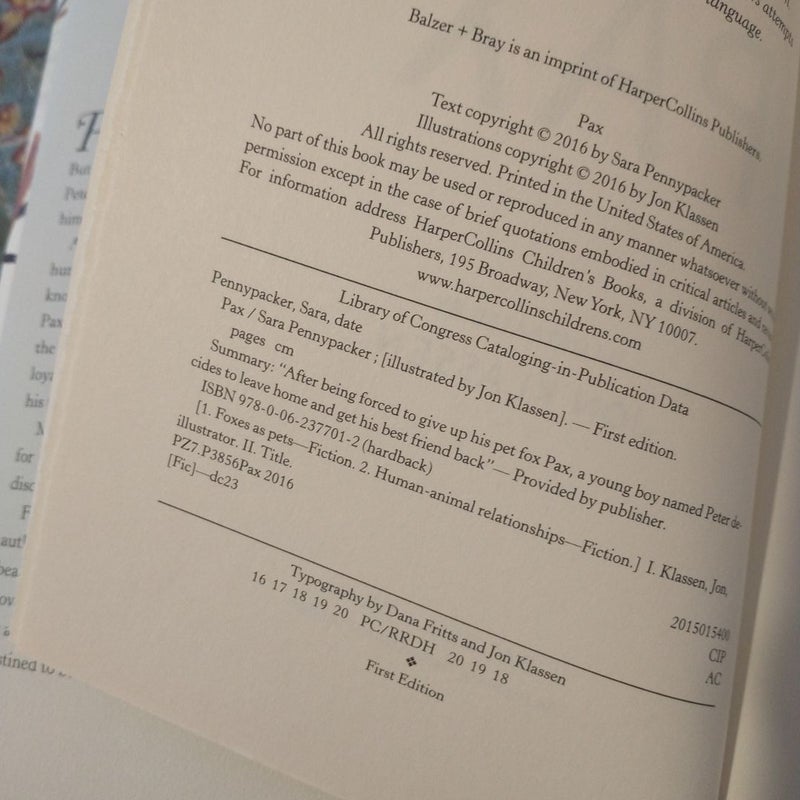 attempts
language.
Balzer + Bray is an imprint of HarperCollins Publishers.
Pax
Text copyright © 2016 by Sara Pennypacker
Illustrations copyright © 2016 by Jon Klassen
All rights reserved. Printed in the United States of America.
No part of this book may be used or reproduced in any manner whatsoever without
permission except in the case of brief quotations embodied in critical articles and
For information address HarperCollins Children's Books, a division of
Publishers, 195 Broadway, New York, NY 10007.
www.harpercollinschildrens.com
Library of Congress Cataloging-in-Publication Data
Pennypacker, Sara, date
Pax / Sara Pennypacker ; [illustrated by Jon Klassen]. — First edition.
pages cm
Summary: "After being forced to give up his pet fox Pax, a young boy named Peter de-
cides to leave home and get his best friend back"— Provided by publisher.
ISBN 978-0-06-237701-2 (hardback)
[1. Foxes as pets—Fiction. 2. Human-animal relationships—Fiction.] I. Klassen, Jon,
illustrator. II. Title.
PZ7.P3856Pax 2016
2015015400
[Fic]—dc23
CIP
AC
Typography by Dana Fritts and Jon Klassen
16 17 18 19 20 PC/RRDH 20 19 18
First Edition
Pax
the
his
for